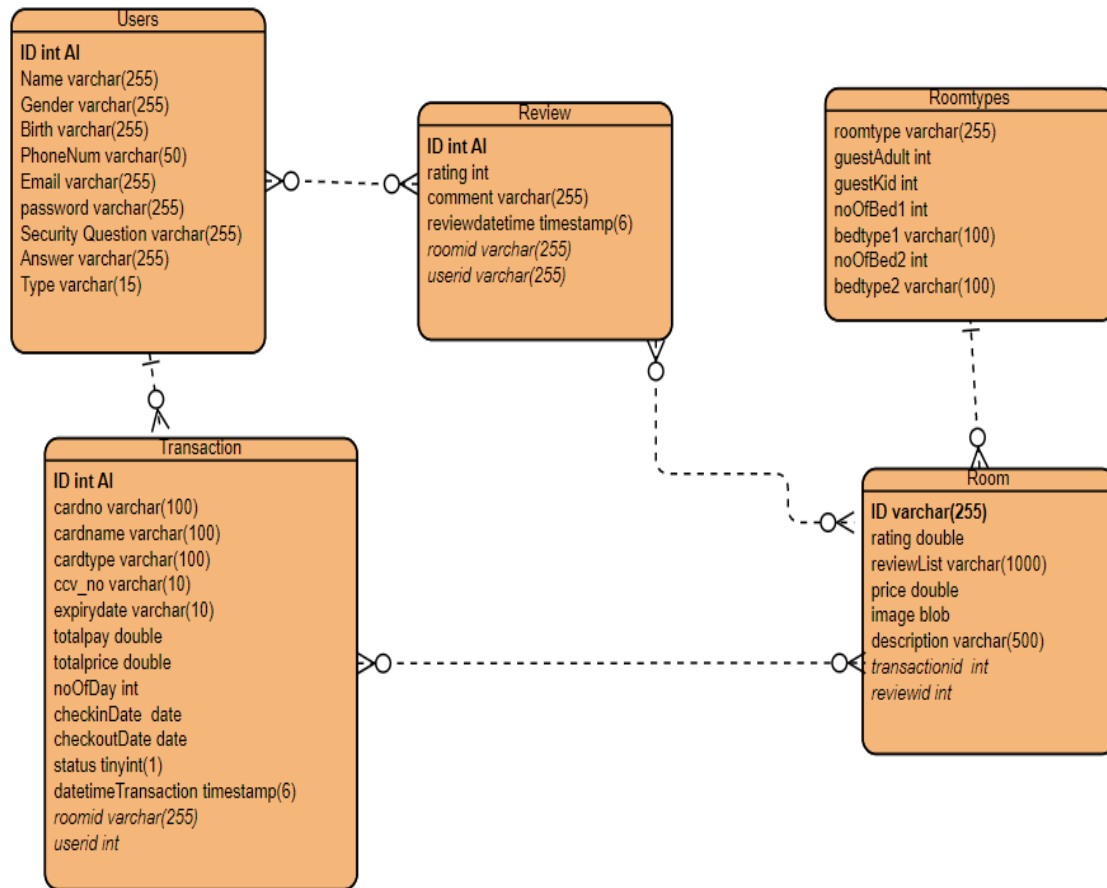 Users
ID int AI
Name varchar(255)
Gender varchar(255)
Birth varchar(255)
PhoneNum varchar(50)
Email varchar(255)
password varchar(255)
Security Question varchar(255)
Answer varchar(255)
Type varchar(15)
Review
ID int AI
rating int
comment varchar(255)
reviewdatetime timestamp(6)
roomid varchar(255)
userid varchar(255)
Roomtypes
roomtype varchar(255)
guestAdult int
guestKid int
noOfBed1 int
bedtype1 varchar(100)
noOfBed2 int
bedtype2 varchar(100)
Transaction
ID int AI
cardno varchar(100)
cardname varchar(100)
cardtype varchar(100)
ccv_no varchar(10)
expirydate varchar(10)
totalpay double
totalprice double
noOfDay int
checkinDate date
checkoutDate date
status tinyint(1)
datetimeTransaction timestamp(6)
roomid varchar(255)
userid int
Room
ID varchar(255)
rating double
reviewList varchar(1000)
price double
image blob
description varchar(500)
transactionid int
reviewid int